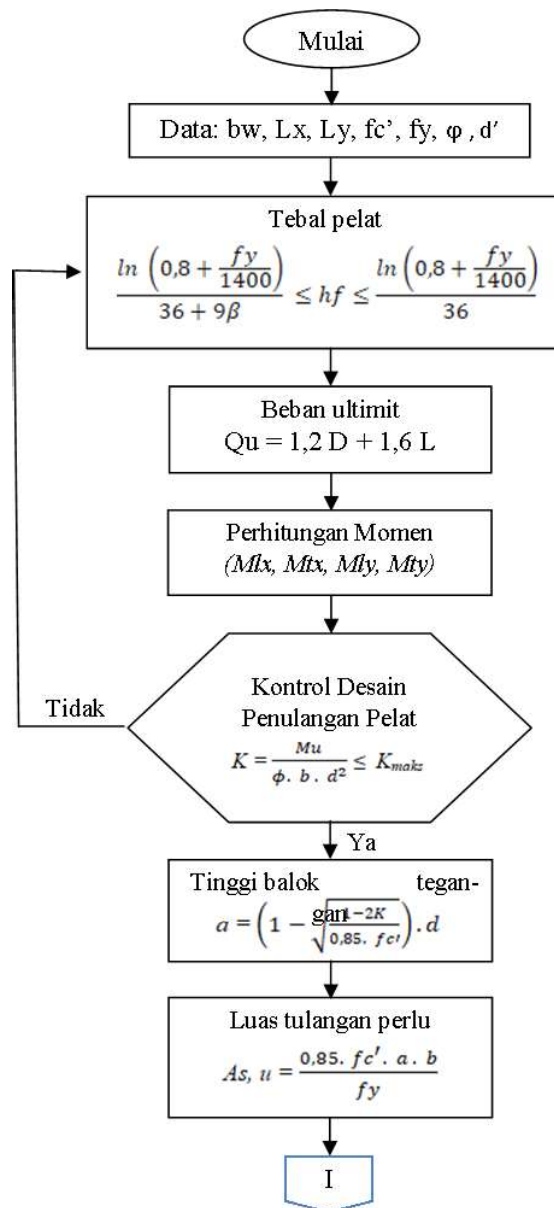 Mulai
Data: bw, Lx, Ly, fc’, fy, φ , d’
Tebal pelat
ln (0,8 + fy/1400) / 36 + 9β ≤ hf ≤ ln (0,8 + fy/1400) / 36
Beban ultimit
Qu = 1,2 D + 1,6 L
Perhitungan Momen
(Mlx, Mtx, Mly, Mty)
Kontrol Desain
Penulangan Pelat
K = Mu / ϕ. b. d² ≤ Kmaks
Tidak
Ya
Tinggi balok tegan-
gan
a = (1 − √(1−2K / 0,85. fc′)). d
Luas tulangan perlu
As, u = 0,85. fc′. a. b / fy
I